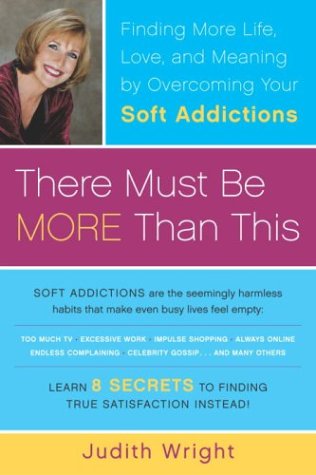 Finding More Life,
Love, and Meaning
by Overcoming Your
Soft Addictions
There Must Be
MORE Than This
SOFT ADDICTIONS are the seemingly harmless
habits that make even busy lives feel empty:
TOO MUCH TV • EXCESSIVE WORK • IMPULSE SHOPPING • ALWAYS ONLINE
ENDLESS COMPLAINING • CELEBRITY GOSSIP . . . AND MANY OTHERS
LEARN 8 SECRETS TO FINDING
TRUE SATISFACTION INSTEAD!
Judith Wright